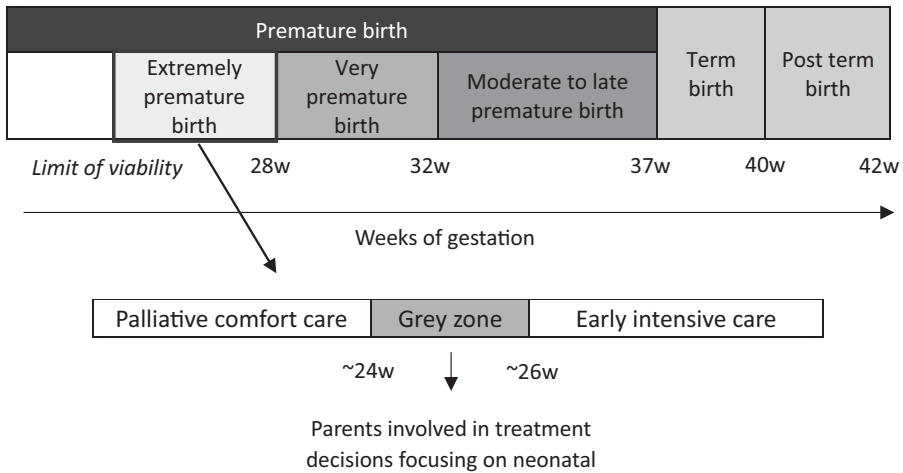 Premature birth
Extremely
premature
birth
Very
premature
birth
Moderate to late
premature birth
Term
birth
Post term
birth
Limit of viability
28w
32w
37w
40w
42w
Weeks of gestation
Palliative comfort care
Grey zone
Early intensive care
~24w
~26w
Parents involved in treatment
decisions focusing on neonatal